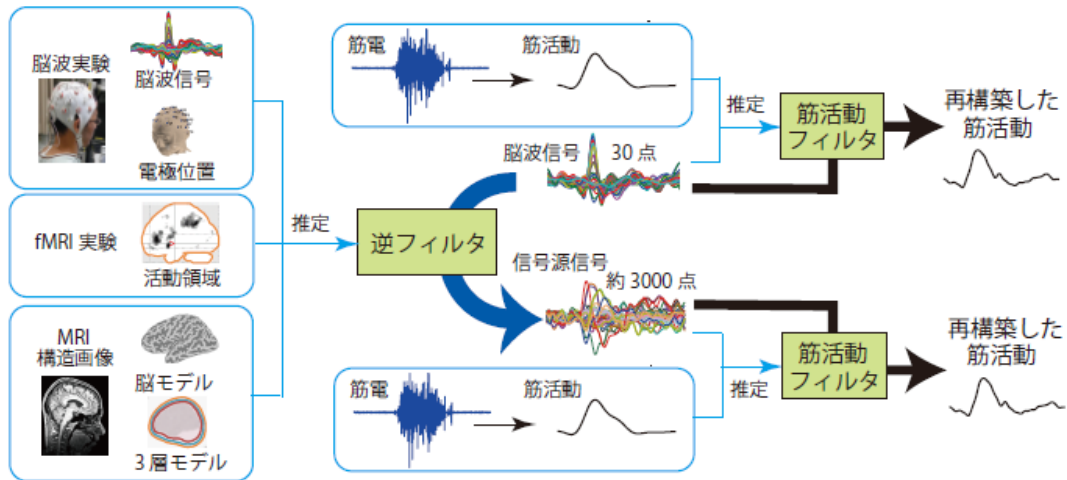 脳波実験
脳波信号
電極位置
fMRI 実験
活動領域
MRI
構造画像
脳モデル
3 層モデル
推定
逆フィルタ
筋電
筋活動
推定
筋活動
フィルタ
再構築した
筋活動
脳波信号
30 点
信号源信号
約 3000 点
筋電
筋活動
推定
筋活動
フィルタ
再構築した
筋活動